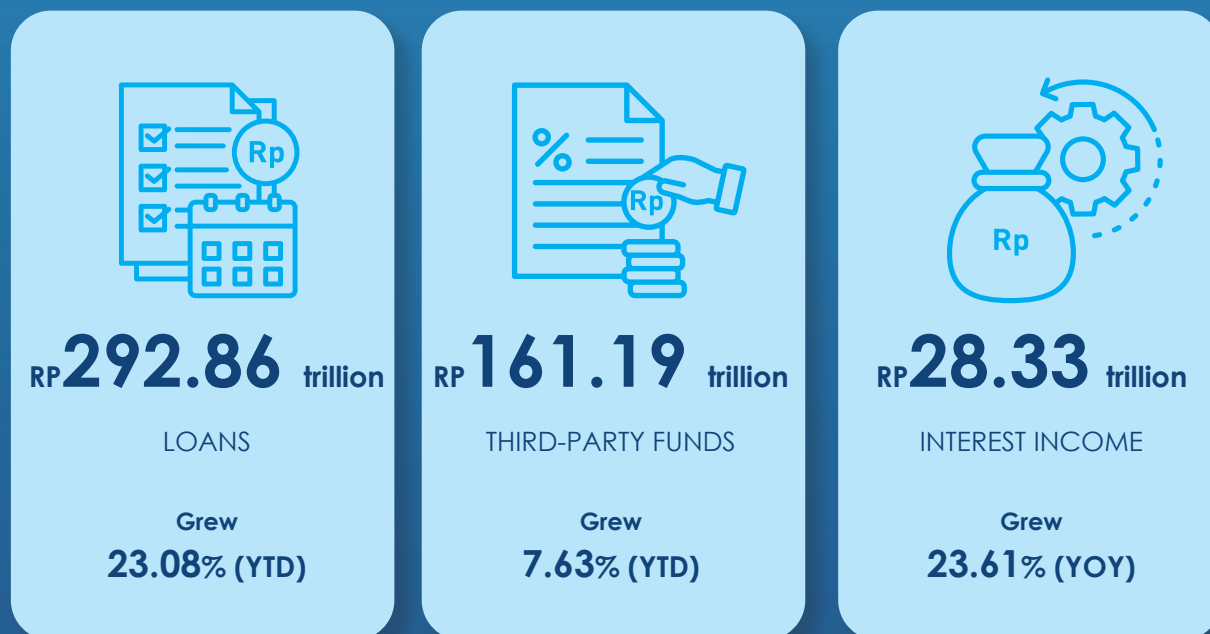 Rp
RP292.86 trillion
LOANS
Grew
23.08% (YTD)
%
Rp
RP161.19 trillion
THIRD-PARTY FUNDS
Grew
7.63% (YTD)
Rp
RP28.33 trillion
INTEREST INCOME
Grew
23.61% (YOY)